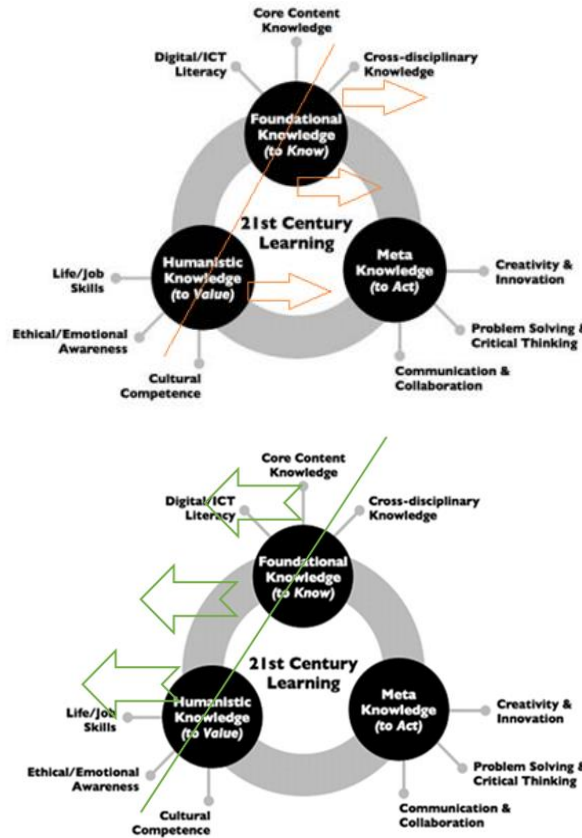 Core Content
Knowledge
Digital/ICT
Literacy
Cross-disciplinary
Knowledge
Foundational
Knowledge
(to Know)
21st Century
Learning
Humanistic
Knowledge
(to Value)
Meta
Knowledge
(to Act)
Life/Job
Skills
Ethical/Emotional
Awareness
Cultural
Competence
Creativity &
Innovation
Problem Solving &
Critical Thinking
Communication &
Collaboration
Core Content
Knowledge
Digital/ICT
Literacy
Cross-disciplinary
Knowledge
Foundational
Knowledge
(to Know)
21st Century
Learning
Humanistic
Knowledge
(to Value)
Meta
Knowledge
(to Act)
Life/Job
Skills
Ethical/Emotional
Awareness
Cultural
Competence
Creativity &
Innovation
Problem Solving &
Critical Thinking
Communication &
Collaboration